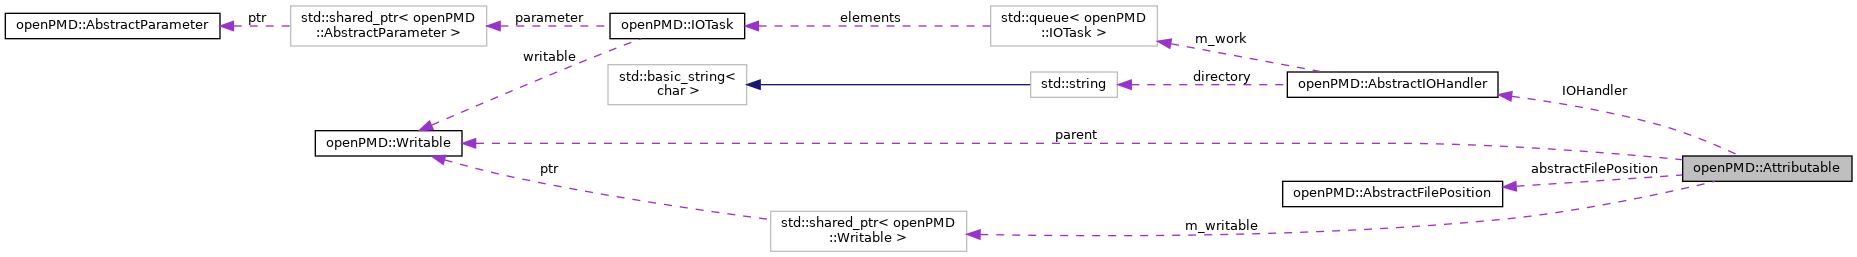 openPMD::AbstractParameter
ptr
std::shared_ptr< openPMD
::AbstractParameter >
parameter
openPMD::IOTask
elements
std::queue< openPMD
::IOTask >
m_work
writable
std::basic_string<
char >
std::string
directory
openPMD::AbstractIOHandler
IOHandler
openPMD::Writable
parent
openPMD::Attributable
ptr
abstractFilePosition
openPMD::AbstractFilePosition
std::shared_ptr< openPMD
::Writable >
m_writable